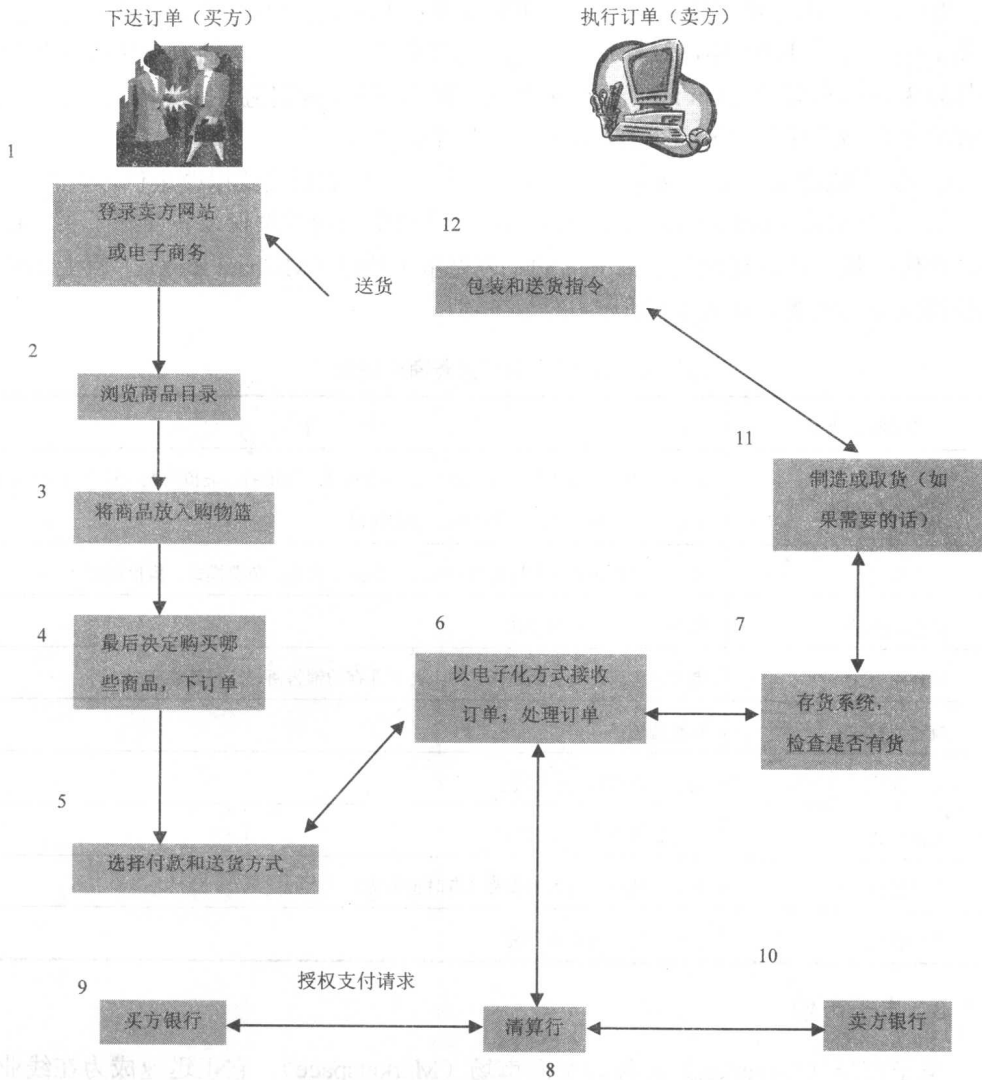 下达订单（买方）
执行订单（卖方）
1
登录卖方网站
或电子商务
12
送货
包装和送货指令
2
浏览商品目录
11
制造或取货（如
果需要的话）
3
将商品放入购物篮
4
最后决定购买哪
些商品，下订单
6
以电子化方式接收
订单；处理订单
7
存货系统，
检查是否有货
5
选择付款和送货方式
10
授权支付请求
9
买方银行
清算行
卖方银行
8